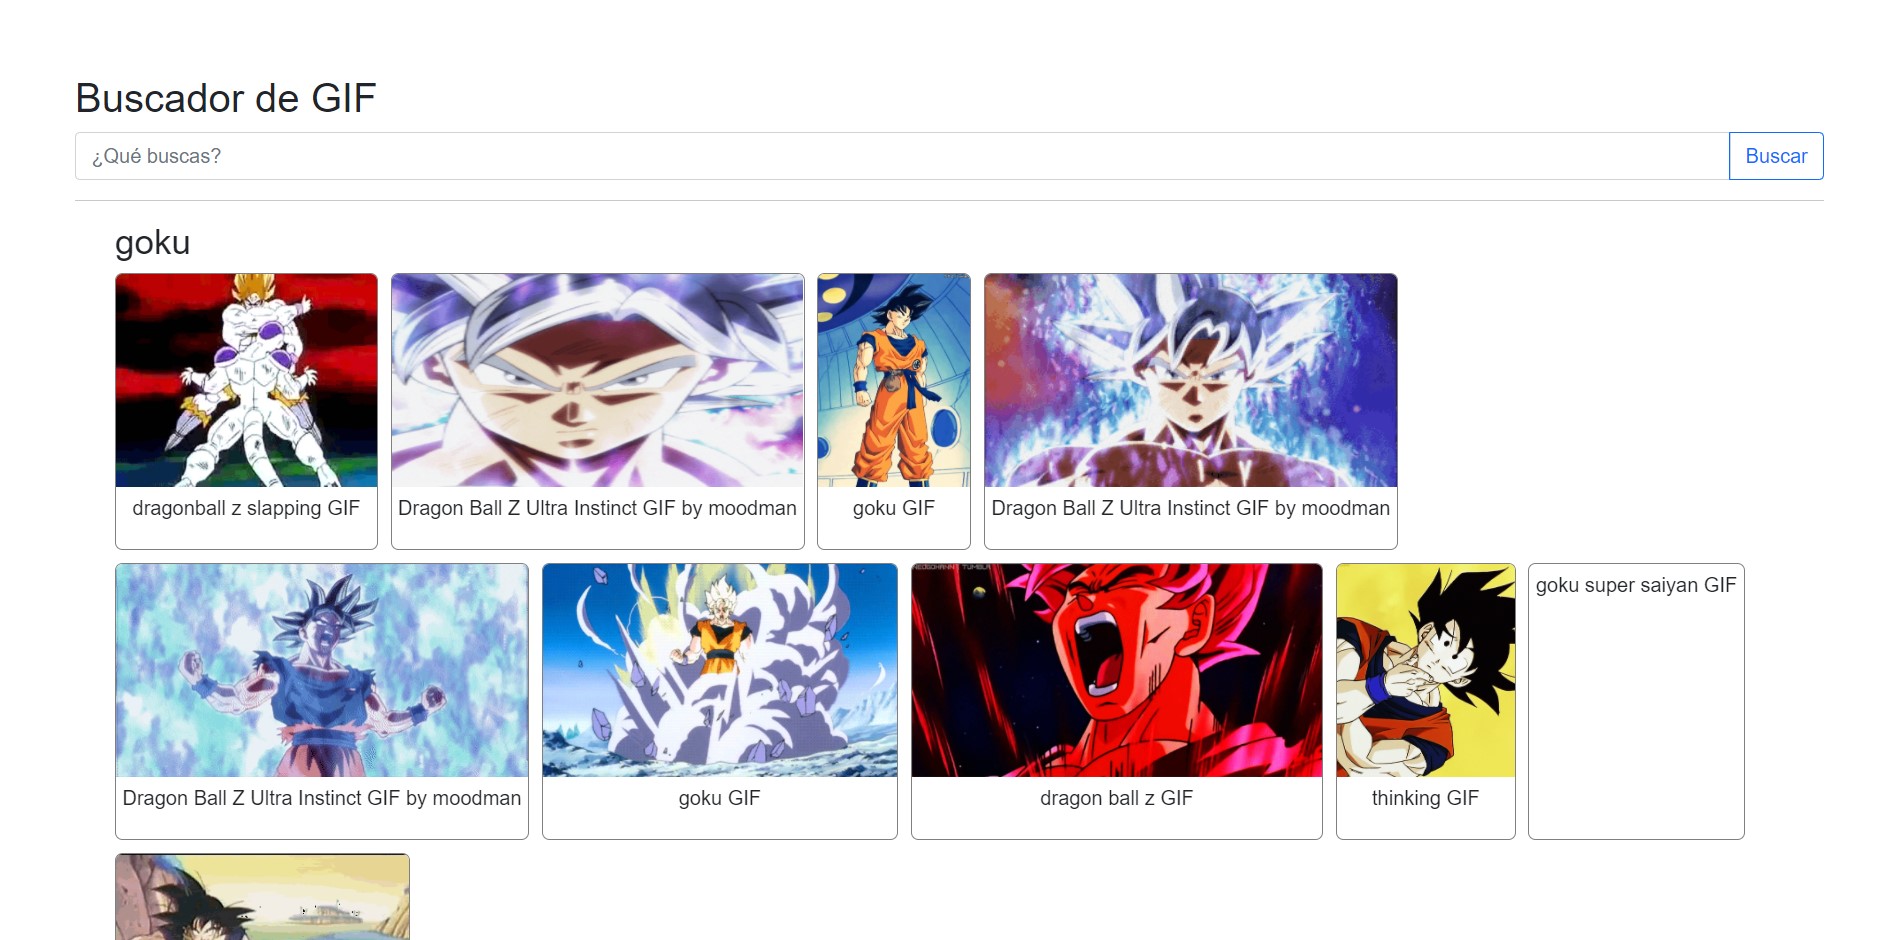 Buscador de GIF
¿Qué buscas?
Buscar
goku
dragonball z slapping GIF
Dragon Ball Z Ultra Instinct GIF by moodman
goku GIF
Dragon Ball Z Ultra Instinct GIF by moodman
Dragon Ball Z Ultra Instinct GIF by moodman
goku GIF
dragon ball z GIF
thinking GIF
goku super saiyan GIF